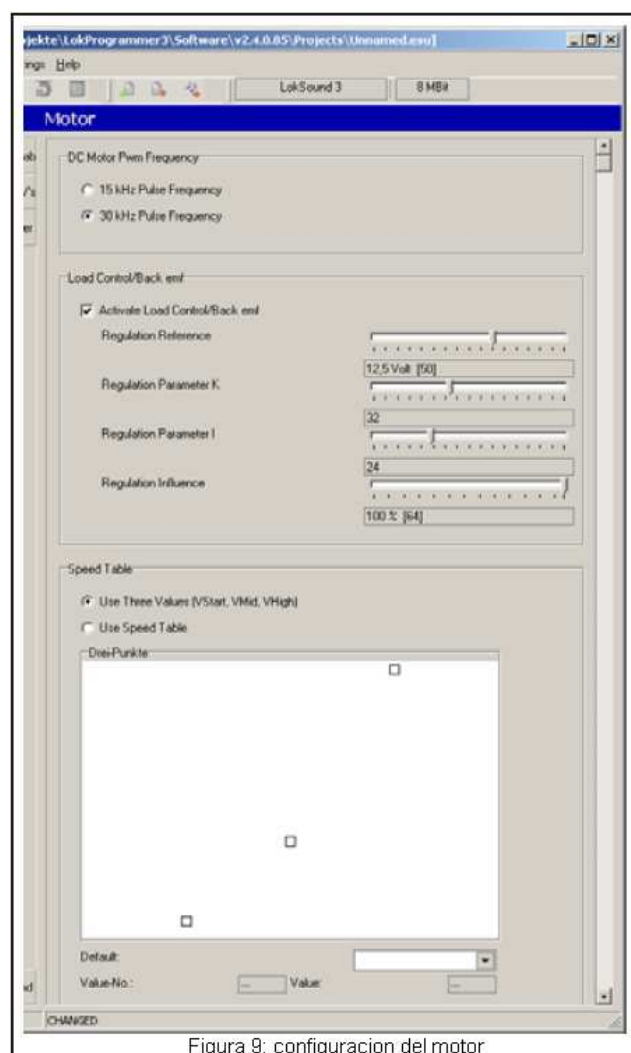 ojekte\LokProgrammer3\Software\v2.4.0.85\Projects\Unnamed.esu]
ngs Help
LokSound 3 8 MBit
Motor
DC Motor Pwm Frequency
15 kHz Pulse Frequency
30 kHz Pulse Frequency
Load Control/Back emf
Activate Load Control/Back emf
Regulation Reference
12,5 Volt [50]
Regulation Parameter K
32
Regulation Parameter I
24
Regulation Influence
100 % [64]
Speed Table
Use Three Values (VStart, VMid, VHigh)
Use Speed Table
Drei-Punkte
Default:
Value-No.: ... Value: ...
CHANGED
Figura 9: configuracion del motor